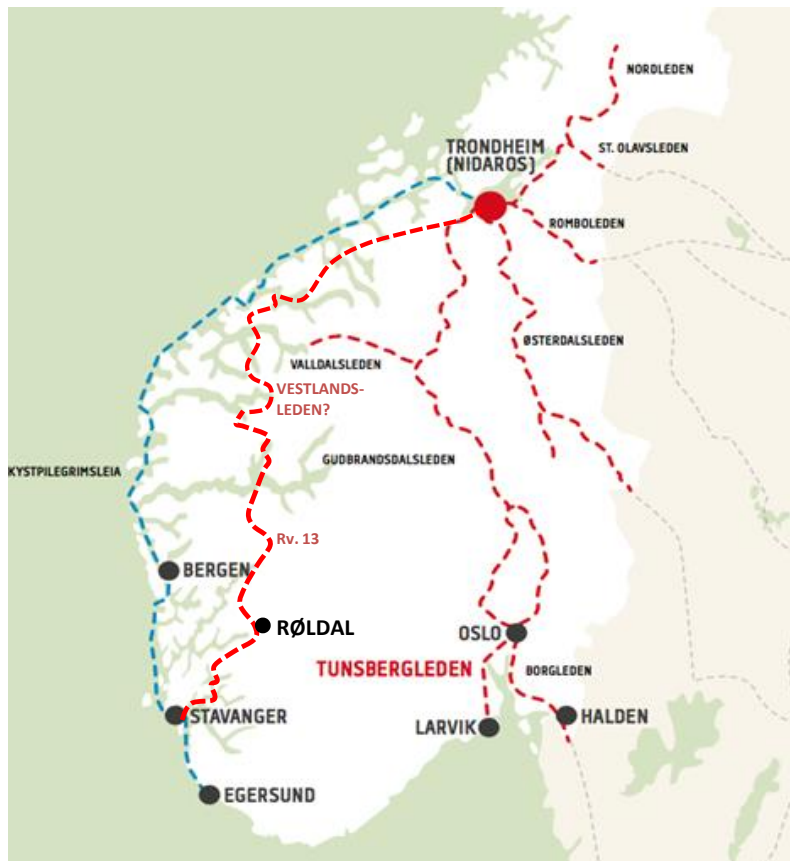 NORDLEDEN
TRONDHEIM
(NIDAROS)
ST. OLAVSLEDEN
ROMBOLEDEN
ØSTERDALSLEDEN
VALLDALSLEDEN
VESTLANDS-
LEDEN?
GUDBRANDSDALSLEDEN
KYSTPILEGRIMSLEIA
Rv. 13
BERGEN
RØLDAL
OSLO
TUNSBERGLEDEN
BORGLEDEN
STAVANGER
LARVIK
HALDEN
EGERSUND